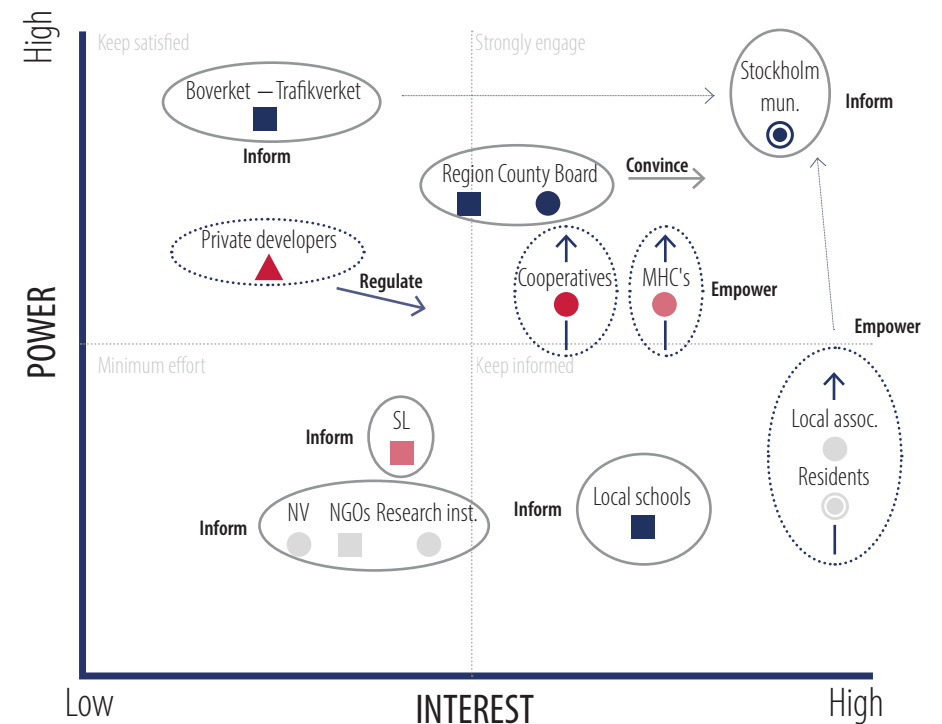 High
Keep satisfied
Strongly engage
Boverket — Trafikverket
Inform
Stockholm
mun.
Inform
Region County Board
Convince
Private developers
Regulate
Cooperatives
MHC's
Empower
POWER
Empower
Minimum effort
Keep informed
SL
Inform
Local assoc.
Residents
NV NGOs Research inst.
Inform
Local schools
Inform
Low
INTEREST
High